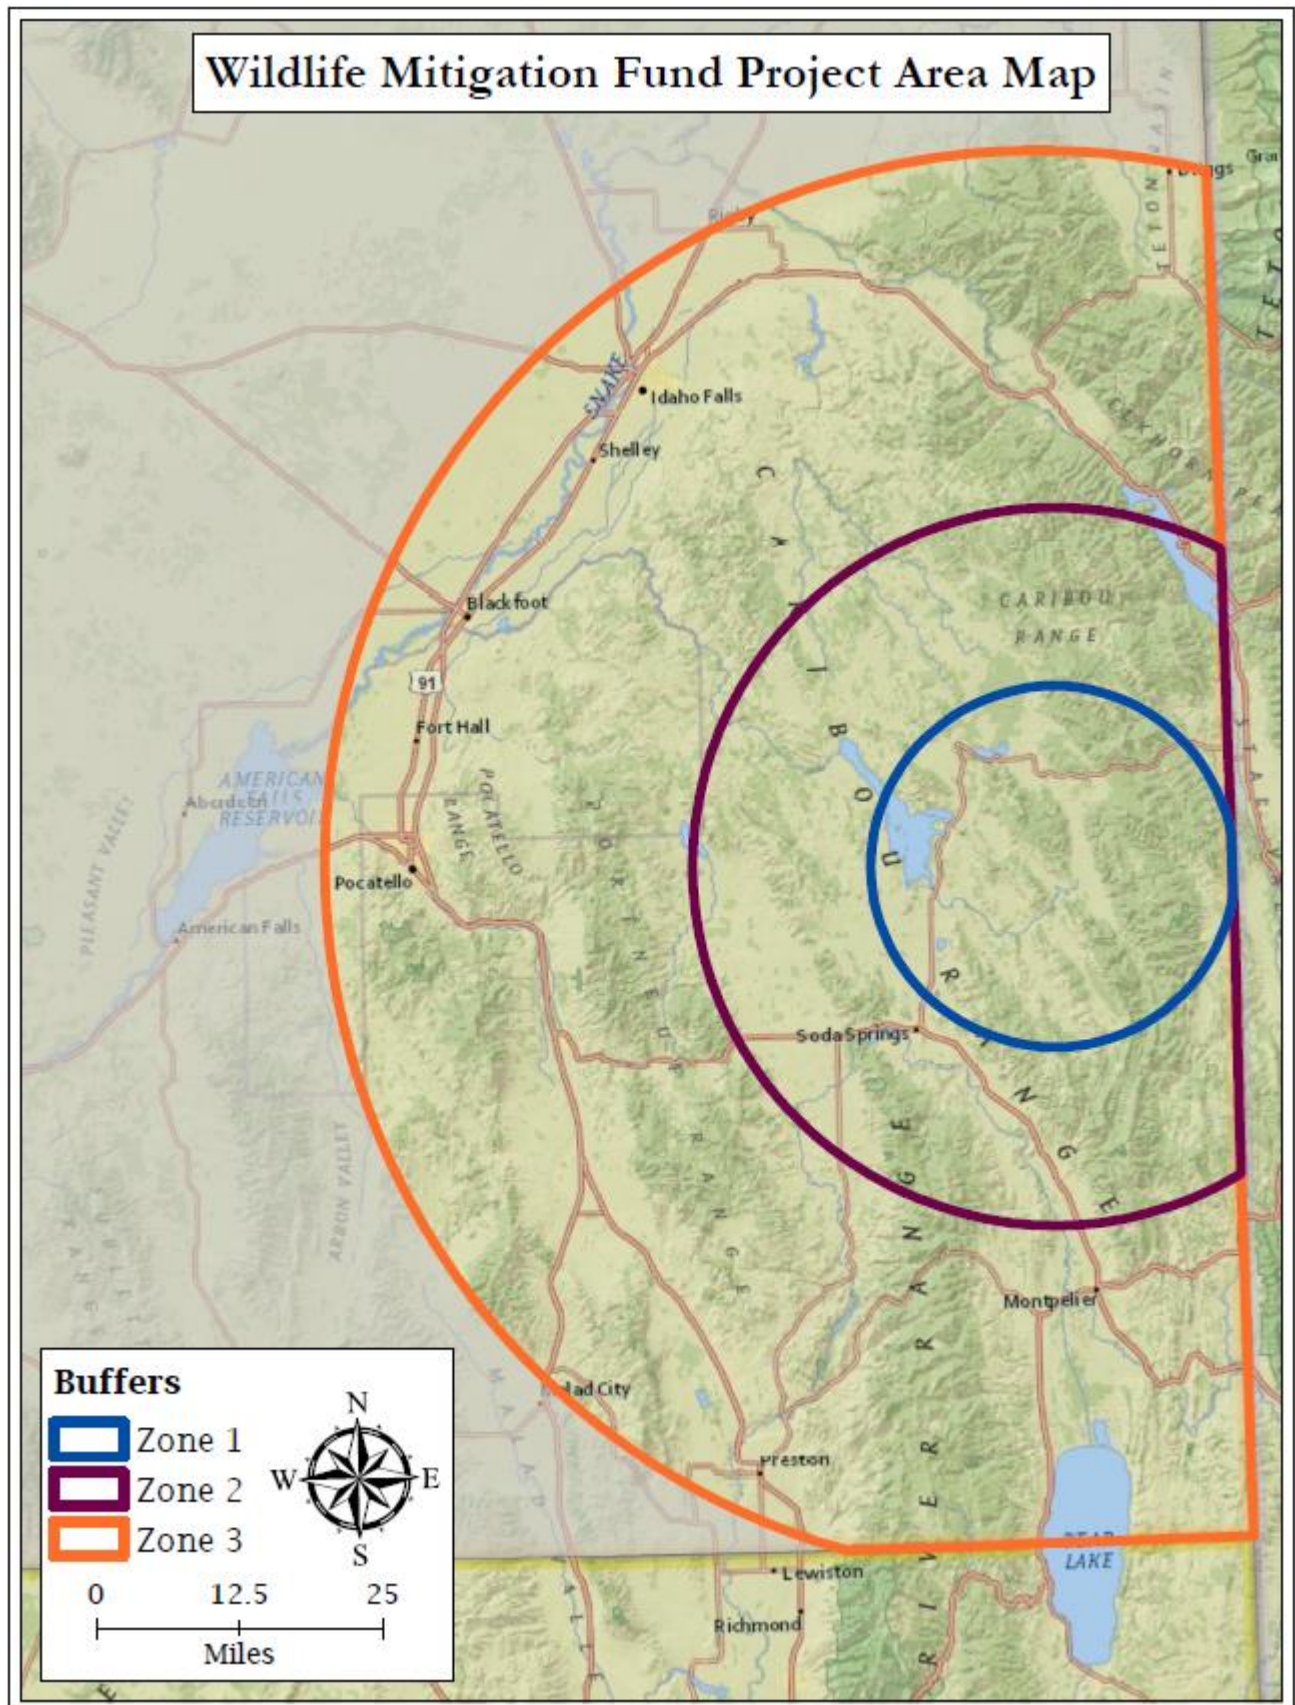 Wildlife Mitigation Fund Project Area Map
TETON BASIN
Driggs
Rigby
SNAKE
Idaho Falls
Shelley
Blackfoot
CARIBOU
RANGE
91
Fort Hall
POCATELLO
RANGE
AMERICAN
FALLS
RESERVOIR
Aberdeen
PLEASANT VALLEY
Pocatello
American Falls
PORTNEUF RANGE
CARIBOU RANGE
Soda Springs
ARBON VALLEY
BEAR RIVER RANGE
Montpelier
Malad City
Preston
BEAR
LAKE
Lewiston
Richmond
Buffers
Zone 1
Zone 2
Zone 3
N
W
E
S
0 12.5 25
Miles